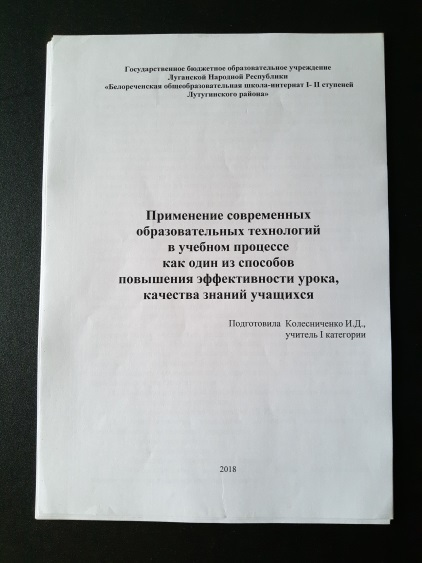 Государственное бюджетное образовательное учреждение
Луганской Народной Республики
«Белореченская общеобразовательная школа-интернат I- II ступеней
Лутугинского района»
Применение современных
образовательных технологий
в учебном процессе
как один из способов
повышения эффективности урока,
качества знаний учащихся
Подготовила Колесниченко И.Д.,
учитель I категории
2018